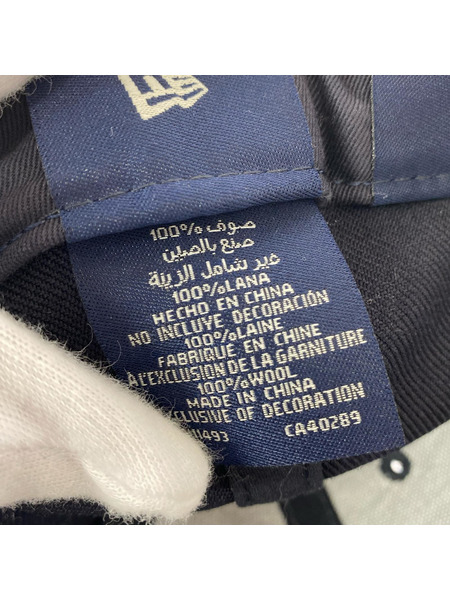 100% صوف
صنع بالصين
غير شامل الزينة
100%LANA
HECHO EN CHINA
NO INCLUYE DECORACIÓN
100%LAINE
FABRIQUÉ EN CHINE
À L'EXCLUSION DE LA GARNITURE
100%WOOL
MADE IN CHINA
EXCLUSIVE OF DECORATION
CA40289